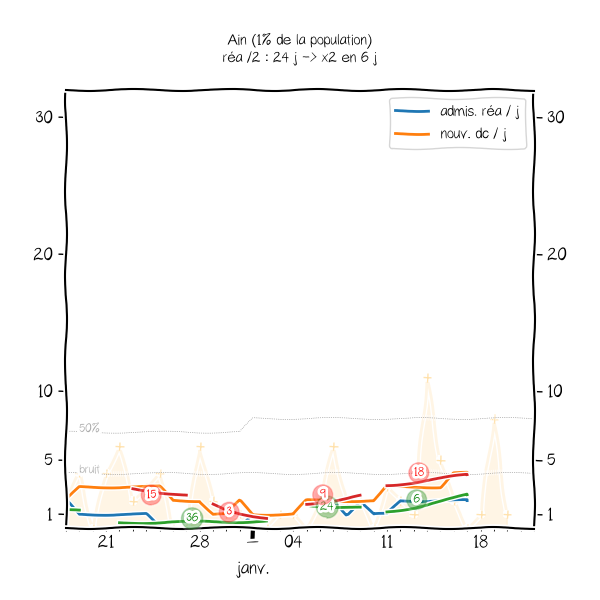 Ain (1% de la population)
réa /2 : 24 j -> x2 en 6 j
admis. réa / j
nouv. dc / j
30 30
20 20
10 10
50%
5 5
bruit
18
15 9 6
36 3 24
1 1
21 28 1 04 11 18
janv.